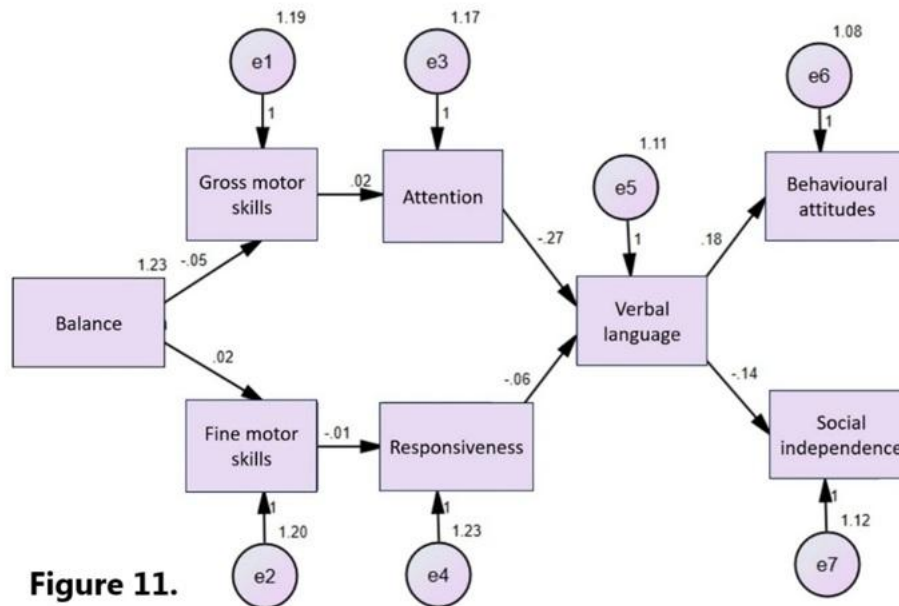 1.19
e1
1
1.17
e3
1
1.08
e6
1
1.11
e5
1
Gross motor
skills
.02
Attention
Behavioural
attitudes
-.27
.18
1.23
-.05
Balance
Verbal
language
.02
-.06
-.14
Fine motor
skills
-.01
Responsiveness
Social
independence
1
1.20
e2
1
1.23
e4
1
1.12
e7
Figure 11.